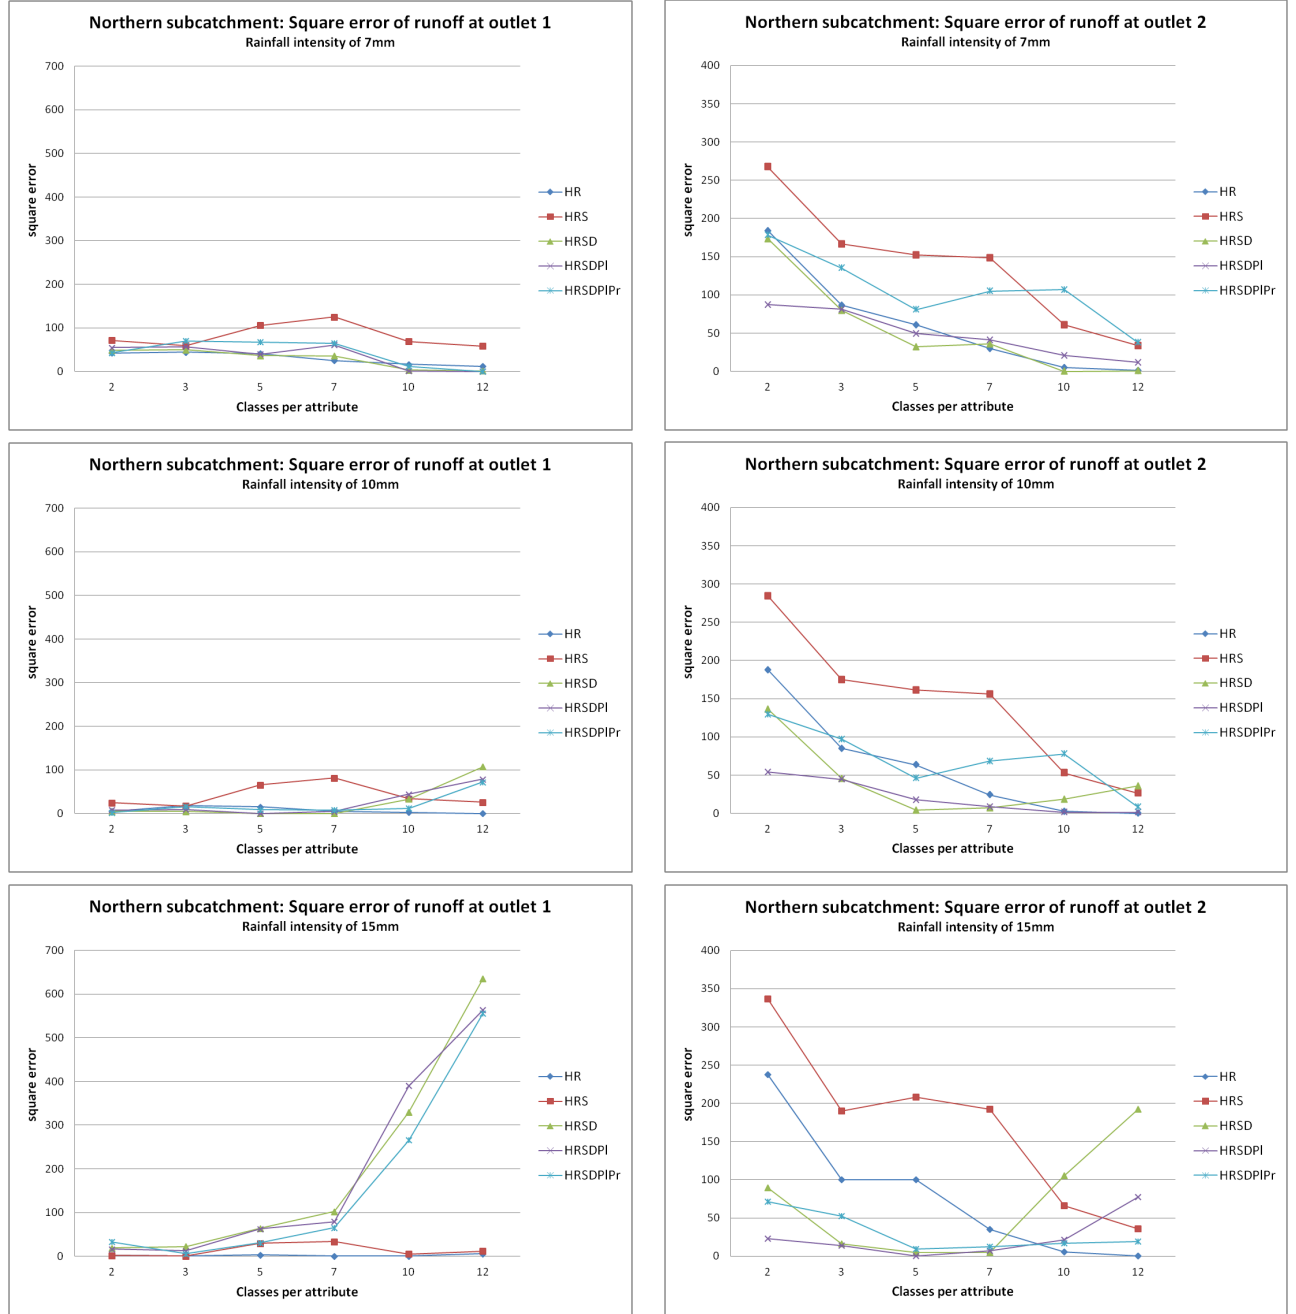 Northern subcatchment: Square error of runoff at outlet 1
Rainfall intensity of 7mm
700
600
500
400
300
200
100
0
square error
2 3 5 7 10 12
Classes per attribute
HR
HRS
HRSD
HRSDPl
HRSDPlPr
Northern subcatchment: Square error of runoff at outlet 2
Rainfall intensity of 7mm
400
350
300
250
200
150
100
50
0
square error
2 3 5 7 10 12
Classes per attribute
HR
HRS
HRSD
HRSDPl
HRSDPlPr
Northern subcatchment: Square error of runoff at outlet 1
Rainfall intensity of 10mm
700
600
500
400
300
200
100
0
square error
2 3 5 7 10 12
Classes per attribute
HR
HRS
HRSD
HRSDPl
HRSDPlPr
Northern subcatchment: Square error of runoff at outlet 2
Rainfall intensity of 10mm
400
350
300
250
200
150
100
50
0
square error
2 3 5 7 10 12
Classes per attribute
HR
HRS
HRSD
HRSDPl
HRSDPlPr
Northern subcatchment: Square error of runoff at outlet 1
Rainfall intensity of 15mm
700
600
500
400
300
200
100
0
square error
2 3 5 7 10 12
Classes per attribute
HR
HRS
HRSD
HRSDPl
HRSDPlPr
Northern subcatchment: Square error of runoff at outlet 2
Rainfall intensity of 15mm
400
350
300
250
200
150
100
50
0
square error
2 3 5 7 10 12
Classes per attribute
HR
HRS
HRSD
HRSDPl
HRSDPlPr